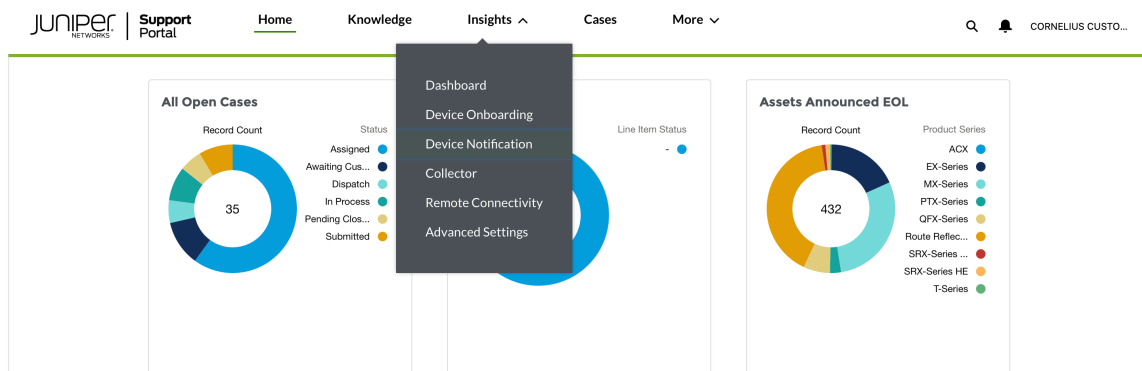 JUNIPER NETWORKS
Support Portal
Home
Knowledge
Insights
Cases
More
CORNELIUS CUSTO...
Dashboard
Device Onboarding
Device Notification
Collector
Remote Connectivity
Advanced Settings
All Open Cases
Record Count
Status
Assigned
Awaiting Cus...
Dispatch
In Process
Pending Clos...
Submitted
35
Line Item Status
-
Assets Announced EOL
Record Count
Product Series
ACX
EX-Series
MX-Series
PTX-Series
QFX-Series
Route Reflec...
SRX-Series ...
SRX-Series HE
T-Series
432